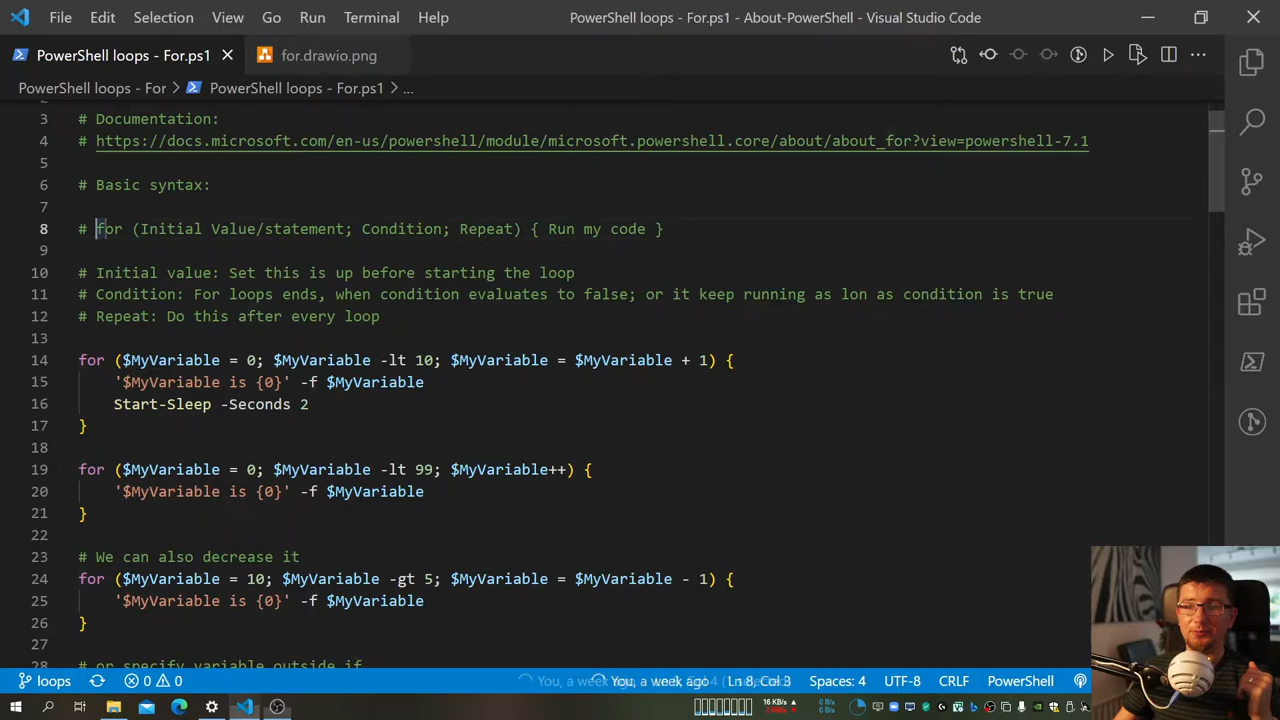 File Edit Selection View Go Run Terminal Help PowerShell loops - For.ps1 - About-PowerShell - Visual Studio Code
PowerShell loops - For.ps1 for.drawio.png
PowerShell loops - For > PowerShell loops - For.ps1 > ...
3 # Documentation:
4 # https://docs.microsoft.com/en-us/powershell/module/microsoft.powershell.core/about/about_for?view=powershell-7.1
5
6 # Basic syntax:
7
8 # for (Initial Value/statement; Condition; Repeat) { Run my code }
9
10 # Initial value: Set this is up before starting the loop
11 # Condition: For loops ends, when condition evaluates to false; or it keep running as lon as condition is true
12 # Repeat: Do this after every loop
13
14 for ($MyVariable = 0; $MyVariable -lt 10; $MyVariable = $MyVariable + 1) {
15 '$MyVariable is {0}' -f $MyVariable
16 Start-Sleep -Seconds 2
17 }
18
19 for ($MyVariable = 0; $MyVariable -lt 99; $MyVariable++) {
20 '$MyVariable is {0}' -f $MyVariable
21 }
22
23 # We can also decrease it
24 for ($MyVariable = 10; $MyVariable -gt 5; $MyVariable = $MyVariable - 1) {
25 '$MyVariable is {0}' -f $MyVariable
26 }
27
28 # or specify variable outside if
loops 0 0 You, a week ago Ln 8, Col 3 Spaces: 4 UTF-8 CRLF PowerShell